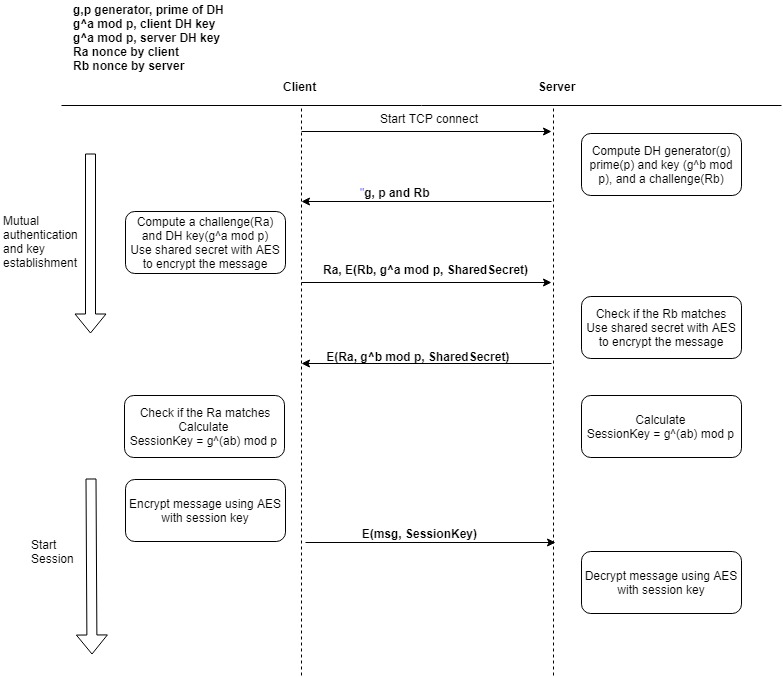 g,p generator, prime of DH
g^a mod p, client DH key
g^a mod p, server DH key
Ra nonce by client
Rb nonce by server
Client
Server
Start TCP connect
Compute DH generator(g)
prime(p) and key (g^b mod
p), and a challenge(Rb)
"g, p and Rb
Mutual
authentication
and key
establishment
Compute a challenge(Ra)
and DH key(g^a mod p)
Use shared secret with AES
to encrypt the message
Ra, E(Rb, g^a mod p, SharedSecret)
Check if the Rb matches
Use shared secret with AES
to encrypt the message
E(Ra, g^b mod p, SharedSecret)
Check if the Ra matches
Calculate
SessionKey = g^(ab) mod p
Calculate
SessionKey = g^(ab) mod p
Encrypt message using AES
with session key
E(msg, SessionKey)
Start
Session
Decrypt message using AES
with session key